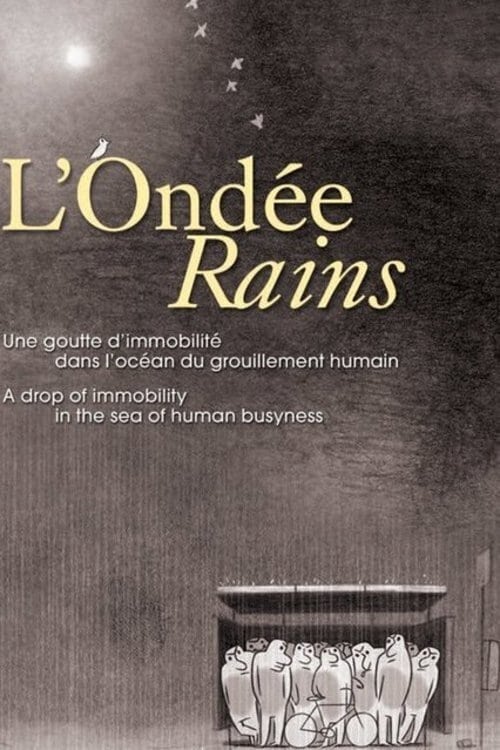 L'Ondée
Rains
Une goutte d'immobilité
dans l'océan du grouillement humain
A drop of immobility
in the sea of human busyness